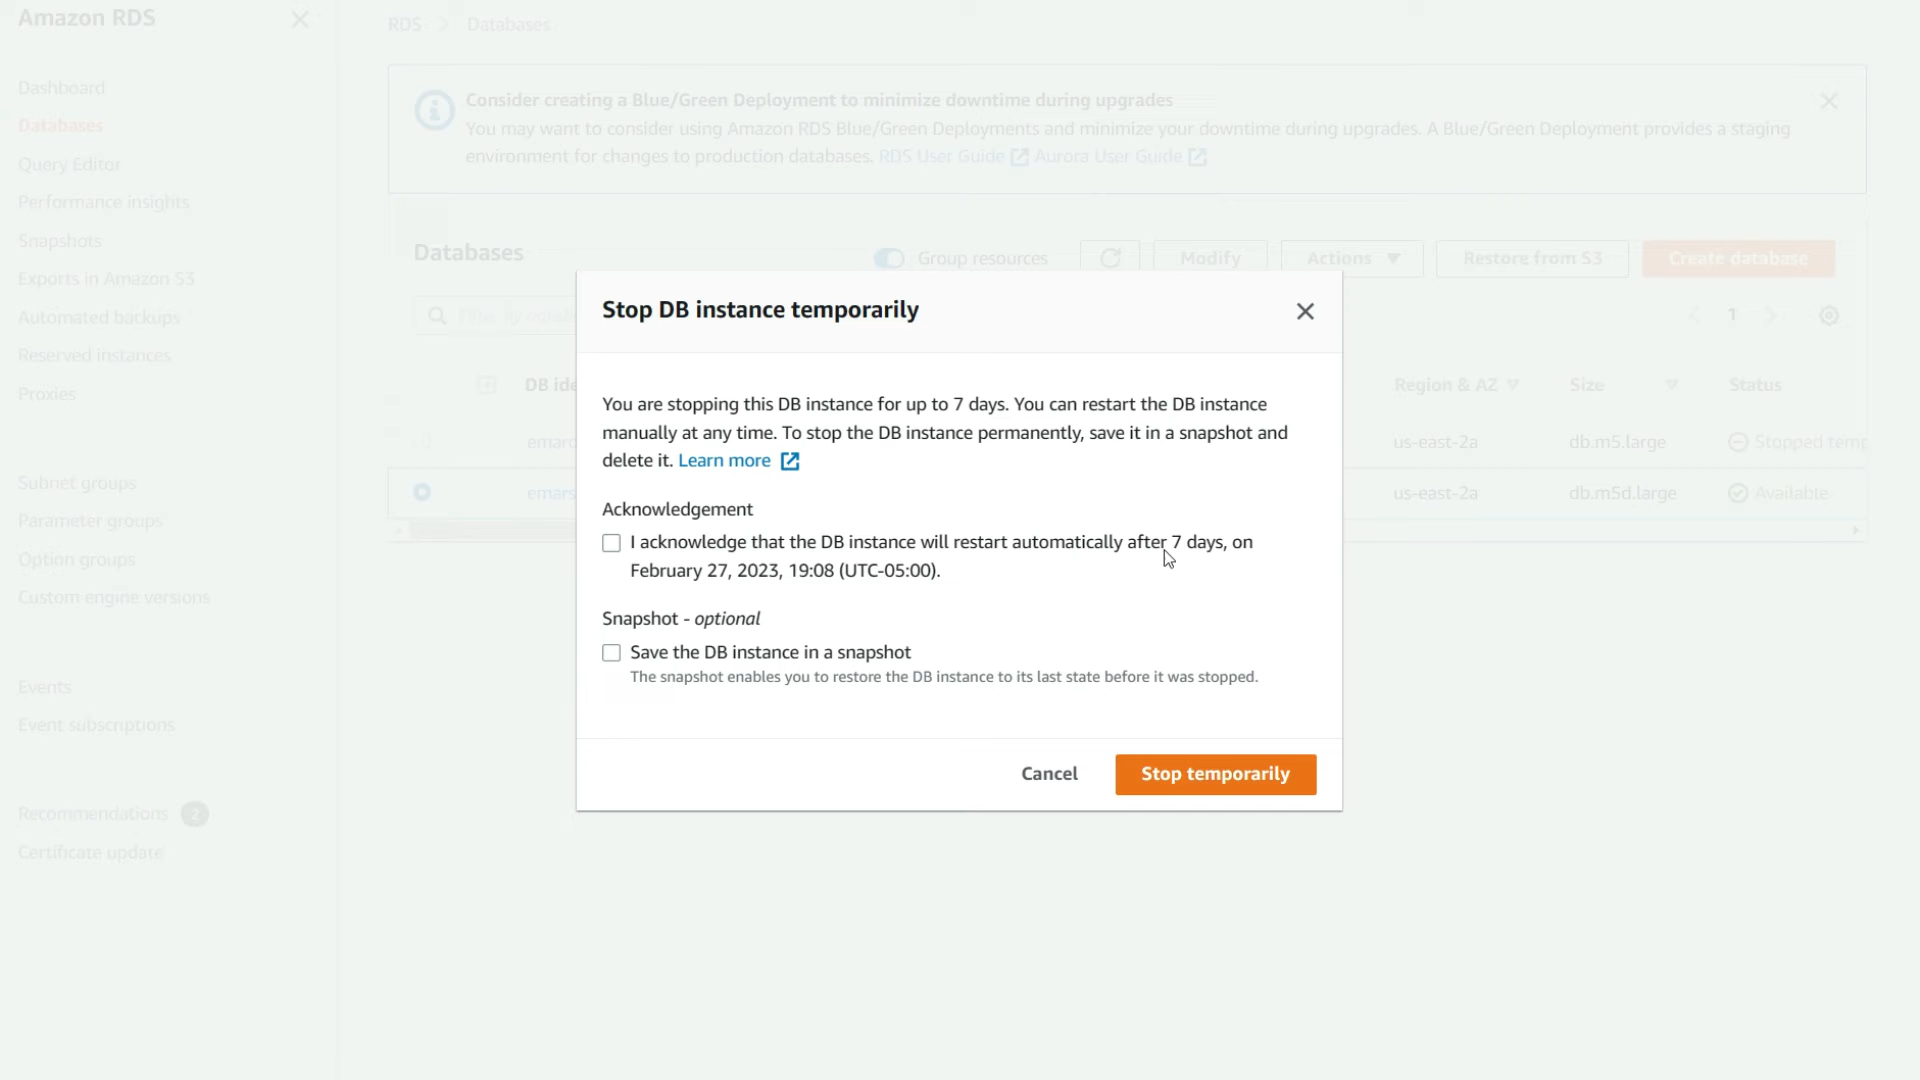 Amazon RDS
RDS > Databases
Dashboard
Databases
Query Editor
Performance insights
Snapshots
Exports in Amazon S3
Automated backups
Reserved instances
Proxies
Subnet groups
Parameter groups
Option groups
Custom engine versions
Events
Event subscriptions
Recommendations 2
Certificate update
Consider creating a Blue/Green Deployment to minimize downtime during upgrades
You may want to consider using Amazon RDS Blue/Green Deployments and minimize your downtime during upgrades. A Blue/Green Deployment provides a staging
environment for changes to production databases. RDS User Guide Aurora User Guide
Databases
Group resources
Modify
Actions
Restore from S3
Create database
Filter by
1
DB ide
Region & AZ
Size
Status
us-east-2a
db.m5.large
Stopped temp
emars
us-east-2a
db.m5d.large
Available
Stop DB instance temporarily
You are stopping this DB instance for up to 7 days. You can restart the DB instance
manually at any time. To stop the DB instance permanently, save it in a snapshot and
delete it. Learn more
Acknowledgement
I acknowledge that the DB instance will restart automatically after 7 days, on
February 27, 2023, 19:08 (UTC-05:00).
Snapshot - optional
Save the DB instance in a snapshot
The snapshot enables you to restore the DB instance to its last state before it was stopped.
Cancel
Stop temporarily